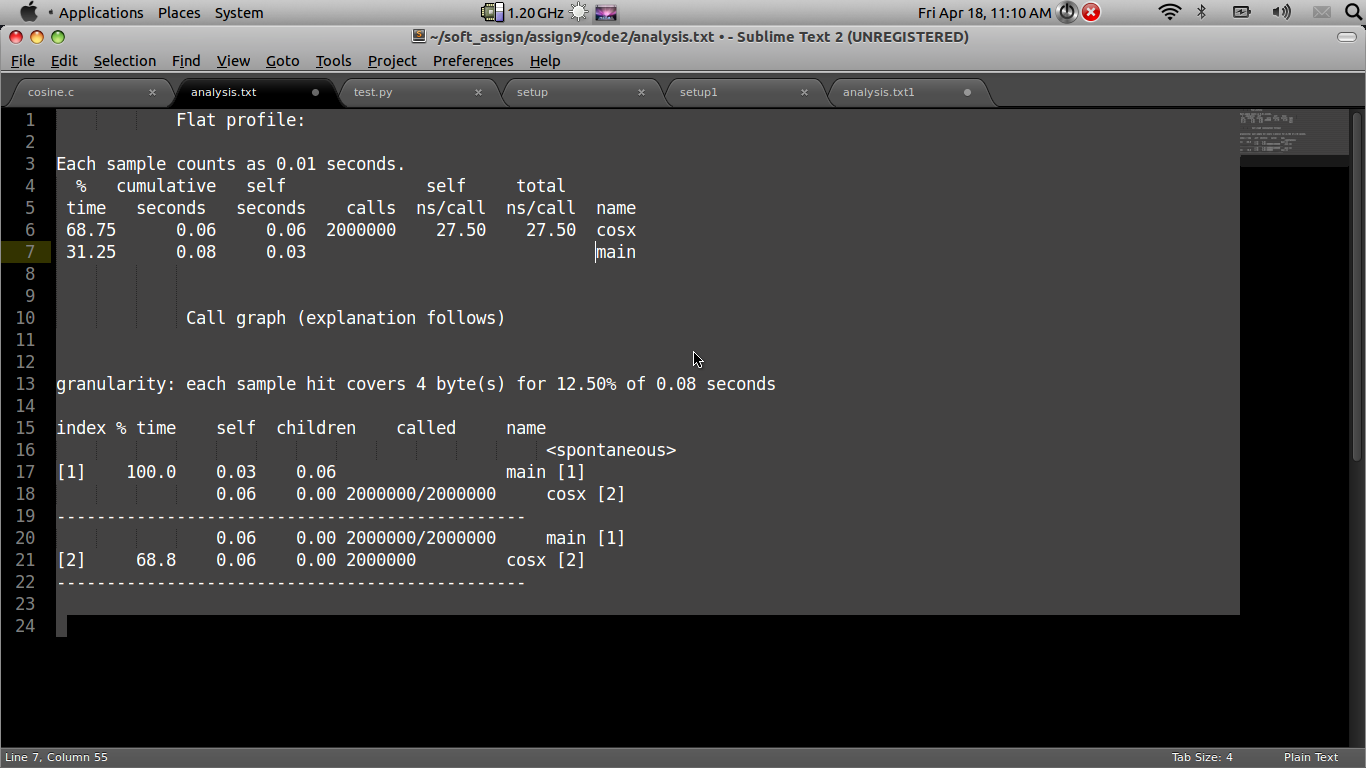 Applications Places System 1.20 GHz Fri Apr 18, 11:10 AM
~/soft_assign/assign9/code2/analysis.txt • - Sublime Text 2 (UNREGISTERED)
File Edit Selection Find View Goto Tools Project Preferences Help
cosine.c analysis.txt test.py setup setup1 analysis.txt1
1 Flat profile:
2
3 Each sample counts as 0.01 seconds.
4 % cumulative self self total
5 time seconds seconds calls ns/call ns/call name
6 68.75 0.06 0.06 2000000 27.50 27.50 cosx
7 31.25 0.08 0.03 main
8
9
10 Call graph (explanation follows)
11
12
13 granularity: each sample hit covers 4 byte(s) for 12.50% of 0.08 seconds
14
15 index % time self children called name
16 <spontaneous>
17 [1] 100.0 0.03 0.06 main [1]
18 0.06 0.00 2000000/2000000 cosx [2]
19 -----------------------------------------------
20 0.06 0.00 2000000/2000000 main [1]
21 [2] 68.8 0.06 0.00 2000000 cosx [2]
22 -----------------------------------------------
23
24
Line 7, Column 55 Tab Size: 4 Plain Text